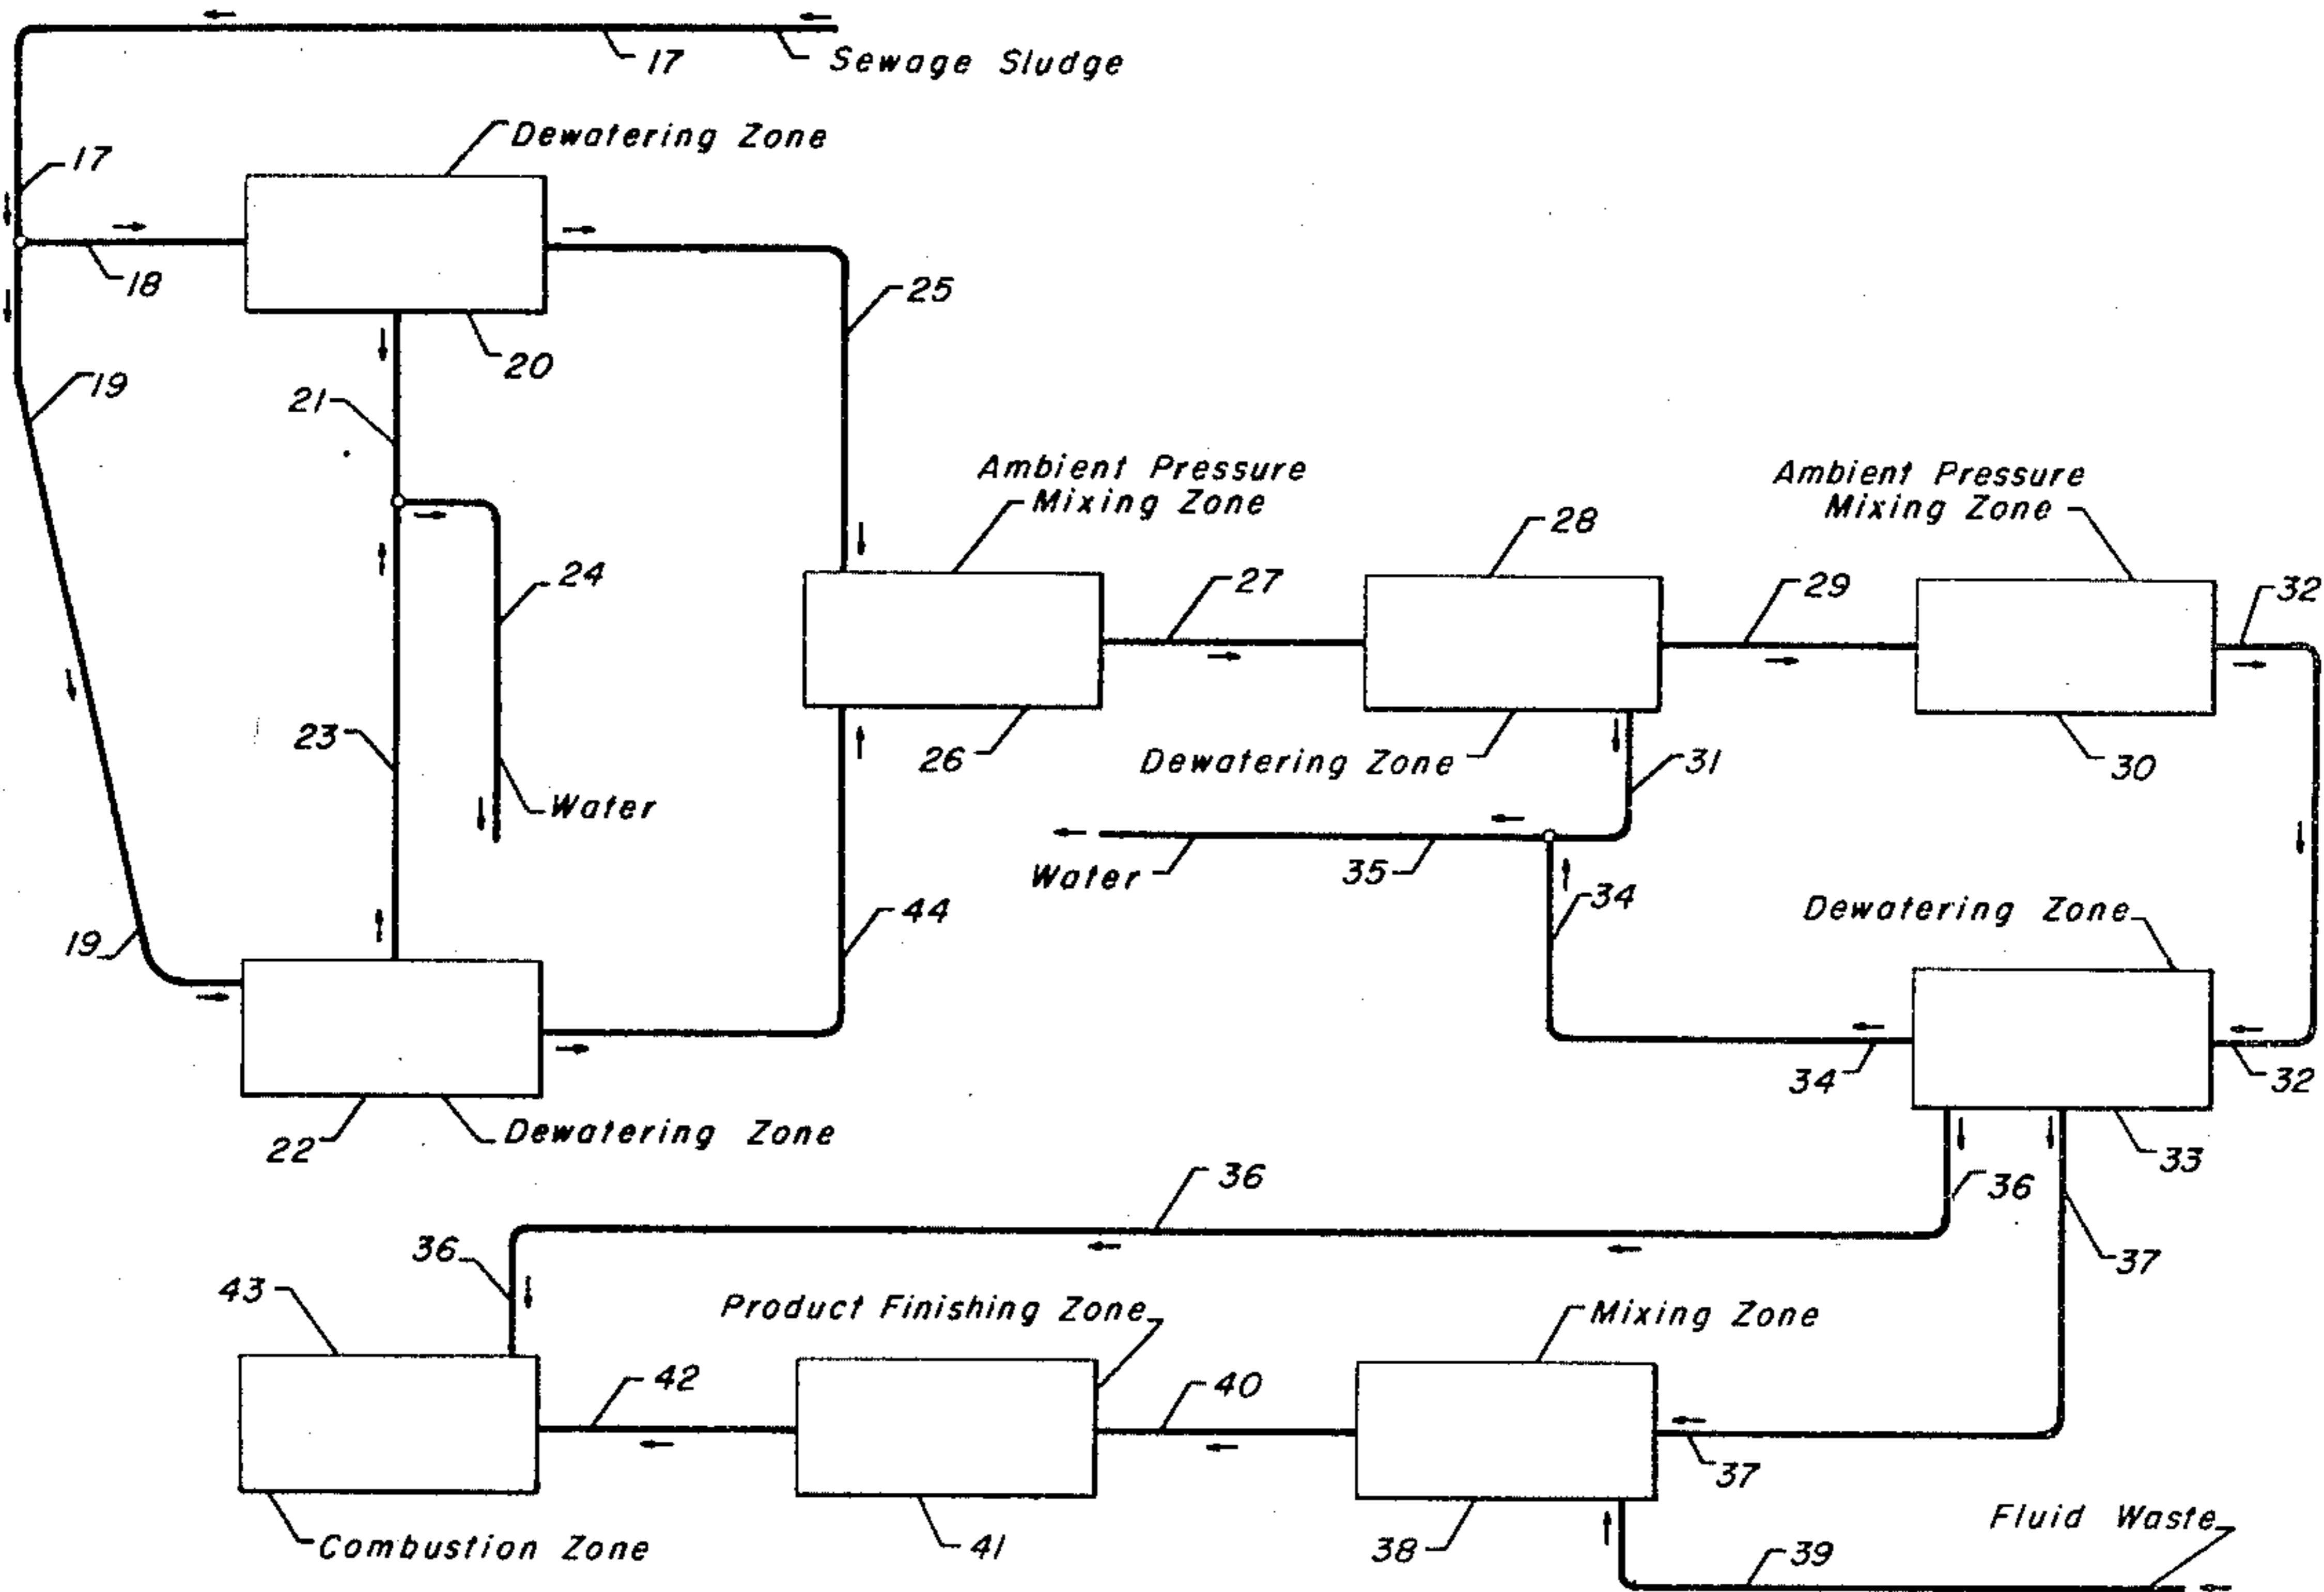 17
Sewage Sludge
Dewatering Zone
17
18
25
20
19
21
Ambient Pressure
Mixing Zone
Ambient Pressure
Mixing Zone
28
24
27
29
32
23
26
Dewatering Zone
31
30
Water
Water
35
34
44
Dewatering Zone
19
34
32
22
Dewatering Zone
33
36
36
36
37
43
Product Finishing Zone
Mixing Zone
42
40
37
Combustion Zone
41
38
39
Fluid Waste